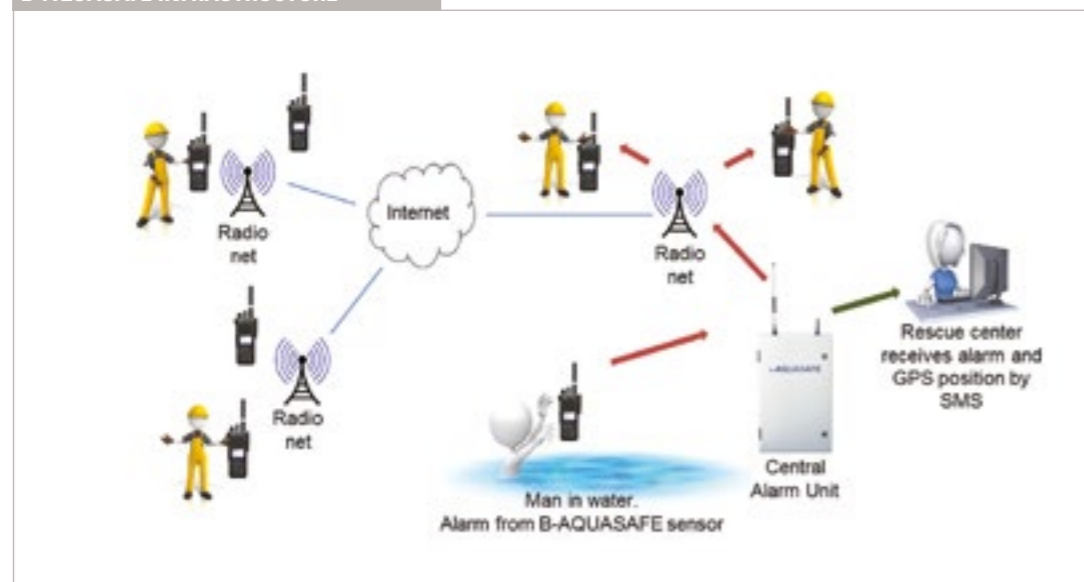 Internet
Radio
net
Radio
net
Radio
net
B-AQUASAFE
Rescue center
receives alarm and
GPS position by
SMS
Central
Alarm Unit
Man in water.
Alarm from B-AQUASAFE sensor